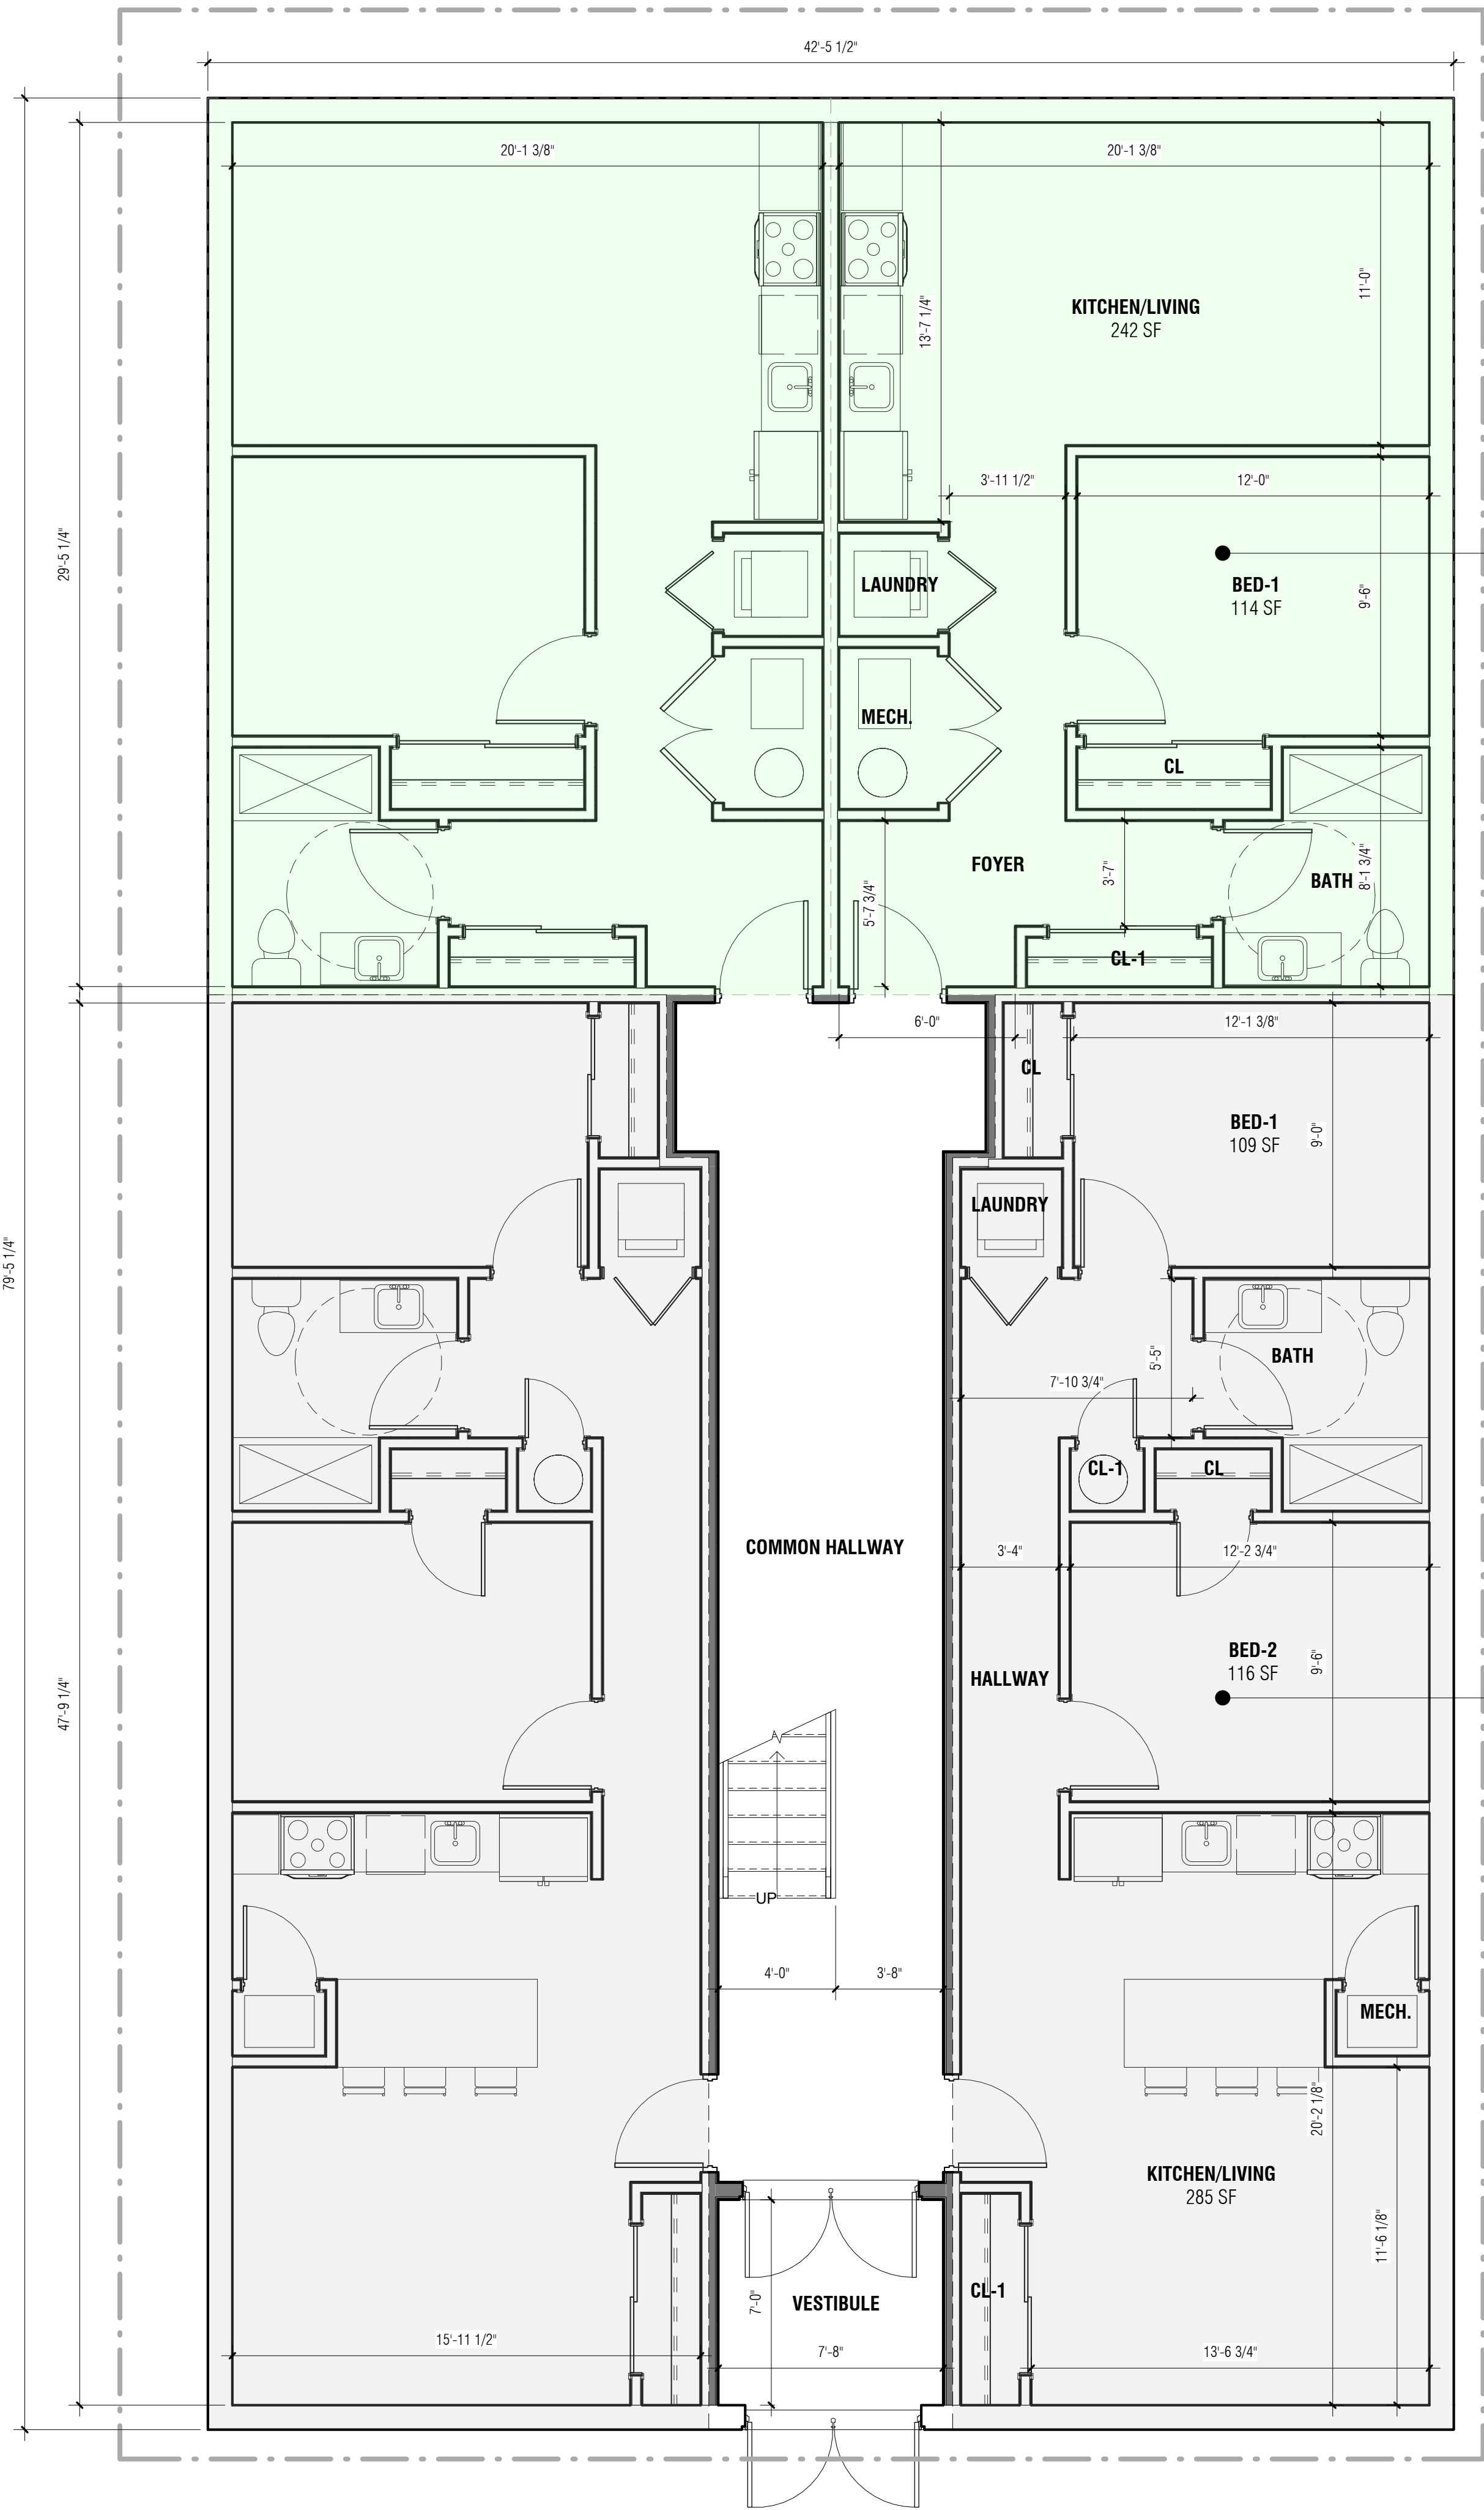 42'-5 1/2"
20'-1 3/8"
20'-1 3/8"
11'-0"
13'-7 1/4"
KITCHEN/LIVING
242 SF
3'-11 1/2"
12'-0"
29'-5 1/4"
LAUNDRY
BED-1
114 SF
9'-6"
MECH.
CL
FOYER
3'-7"
BATH
8'-1 3/4"
5'-7 3/4"
CL-1
6'-0"
12'-1 3/8"
CL
BED-1
109 SF
9'-0"
LAUNDRY
79'-5 1/4"
BATH
5'-5"
7'-10 3/4"
CL-1
CL
COMMON HALLWAY
3'-4"
12'-2 3/4"
BED-2
116 SF
9'-6"
HALLWAY
47'-9 1/4"
UP
4'-0"
3'-8"
MECH.
20'-2 1/8"
KITCHEN/LIVING
285 SF
11'-6 1/8"
CL-1
7'-0"
VESTIBULE
15'-11 1/2"
7'-8"
13'-6 3/4"